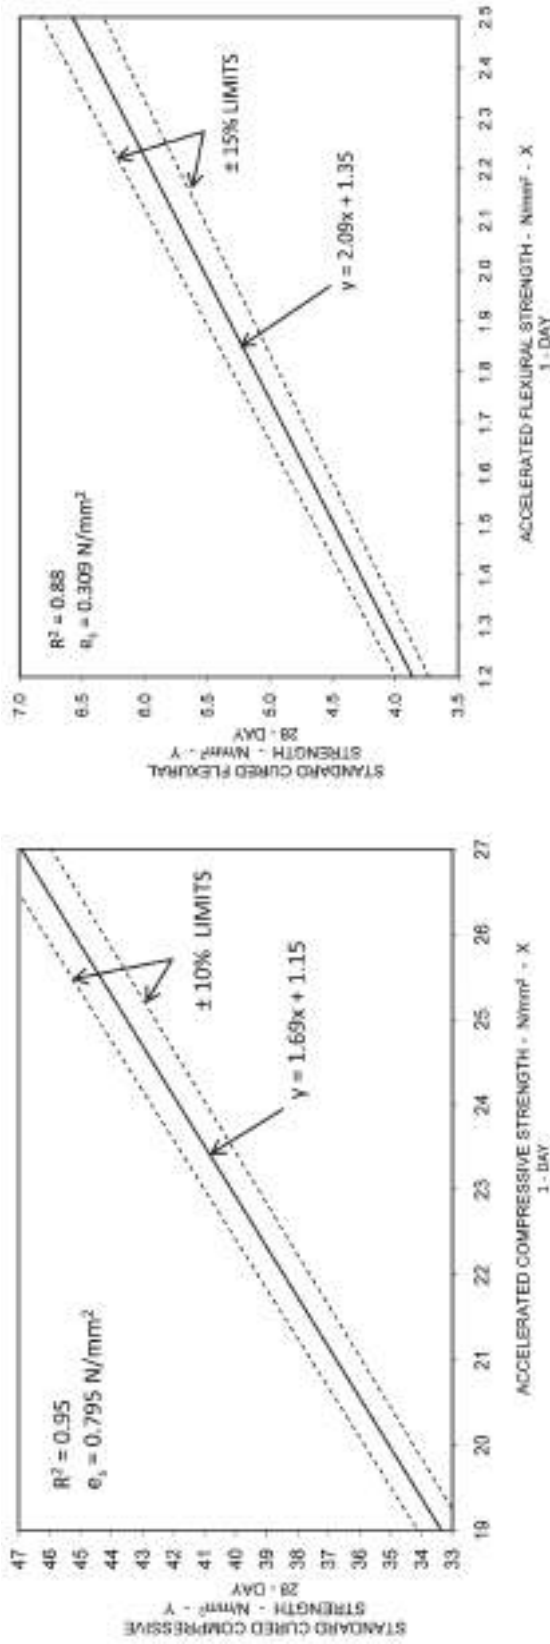 STANDARD CURED COMPRESSIVE
STRENGTH - N/mm² - Y
28 - DAY
47
46
44
43
42
41
40
39
38
37
36
35
34
33
R² = 0.95
eₛ = 0.795 N/mm²
± 10% LIMITS
y = 1.69x + 1.15
19
20
21
22
23
24
25
26
27
ACCELERATED COMPRESSIVE STRENGTH - N/mm² - X
1 - DAY
STANDARD CURED FLEXURAL
STRENGTH - N/mm² - Y
28 - DAY
7.0
6.5
6.0
5.5
5.0
4.5
4.0
3.5
R² = 0.88
eₛ = 0.309 N/mm²
± 15% LIMITS
y = 2.09x + 1.35
1.2
1.3
1.4
1.5
1.6
1.7
1.8
1.9
2.0
2.1
2.2
2.3
2.4
2.5
ACCELERATED FLEXURAL STRENGTH - N/mm² - X
1 - DAY